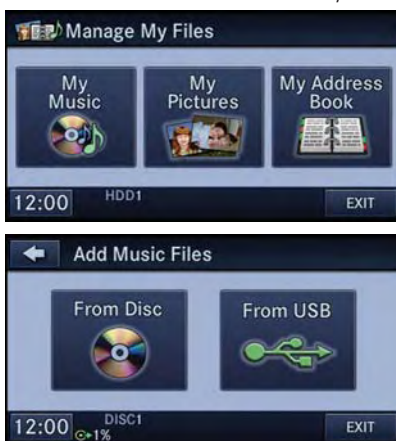 Manage My Files
My Music
My Pictures
My Address Book
12:00 HDD1 EXIT
Add Music Files
From Disc
From USB
12:00 DISC1 1% EXIT